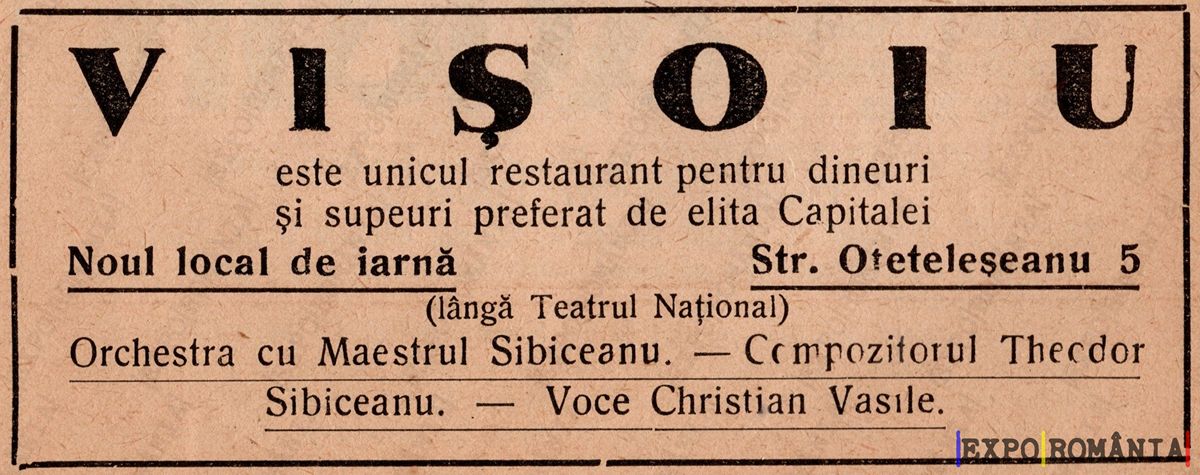 VIȘOIU
este unicul restaurant pentru dineuri
și supeuri preferat de elita Capitalei
Noul local de iarnă Str. Oteteleșeanu 5
(lângă Teatrul Național)
Orchestra cu Maestrul Sibiceanu. — Compozitorul Theodor
Sibiceanu. — Voce Christian Vasile.
EXPO ROMÂNIA